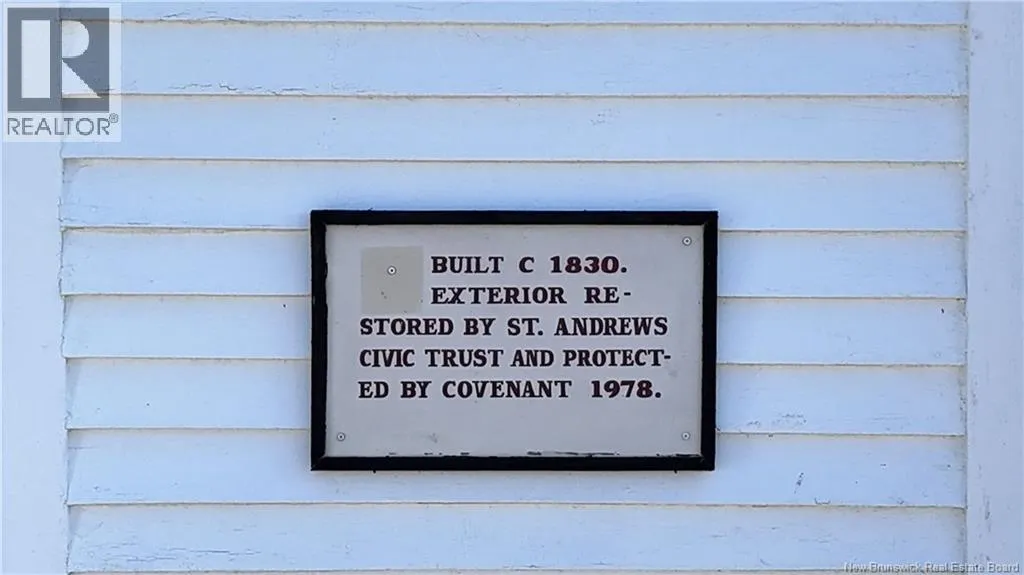 REALTOR®
BUILT C 1830.
EXTERIOR RE-
STORED BY ST. ANDREWS
CIVIC TRUST AND PROTECT-
ED BY COVENANT 1978.
New Brunswick Real Estate Board